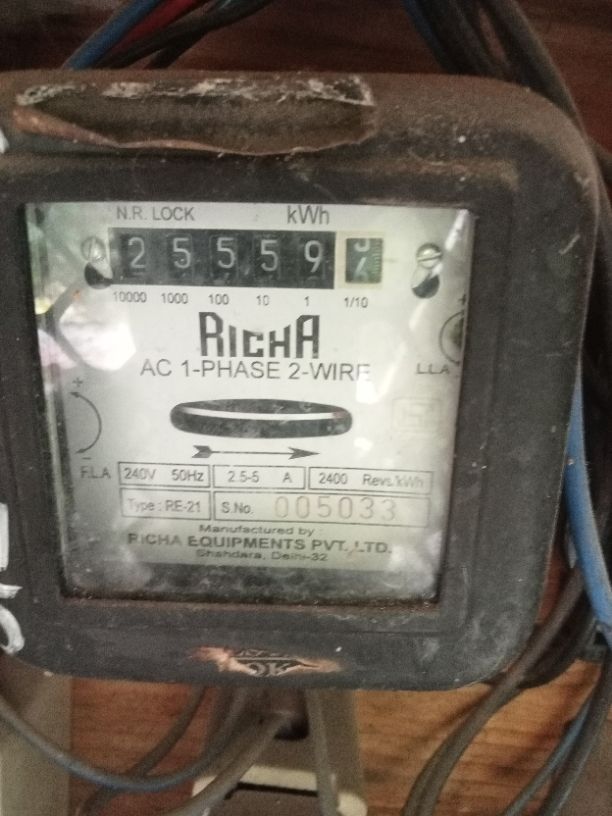 N.R. LOCK kWh
2 5 5 5 9
10000 1000 100 10 1 1/10
RICHA
AC 1-PHASE 2-WIRE
L.L.A
+
+
-
F.L.A
240V 50Hz 2.5-5 A 2400 Revs/kWh
Type : RE-21 S.No. 005033
Manufactured by :
RICHA EQUIPMENTS PVT. LTD.
Shahdara, Delhi-32
OK